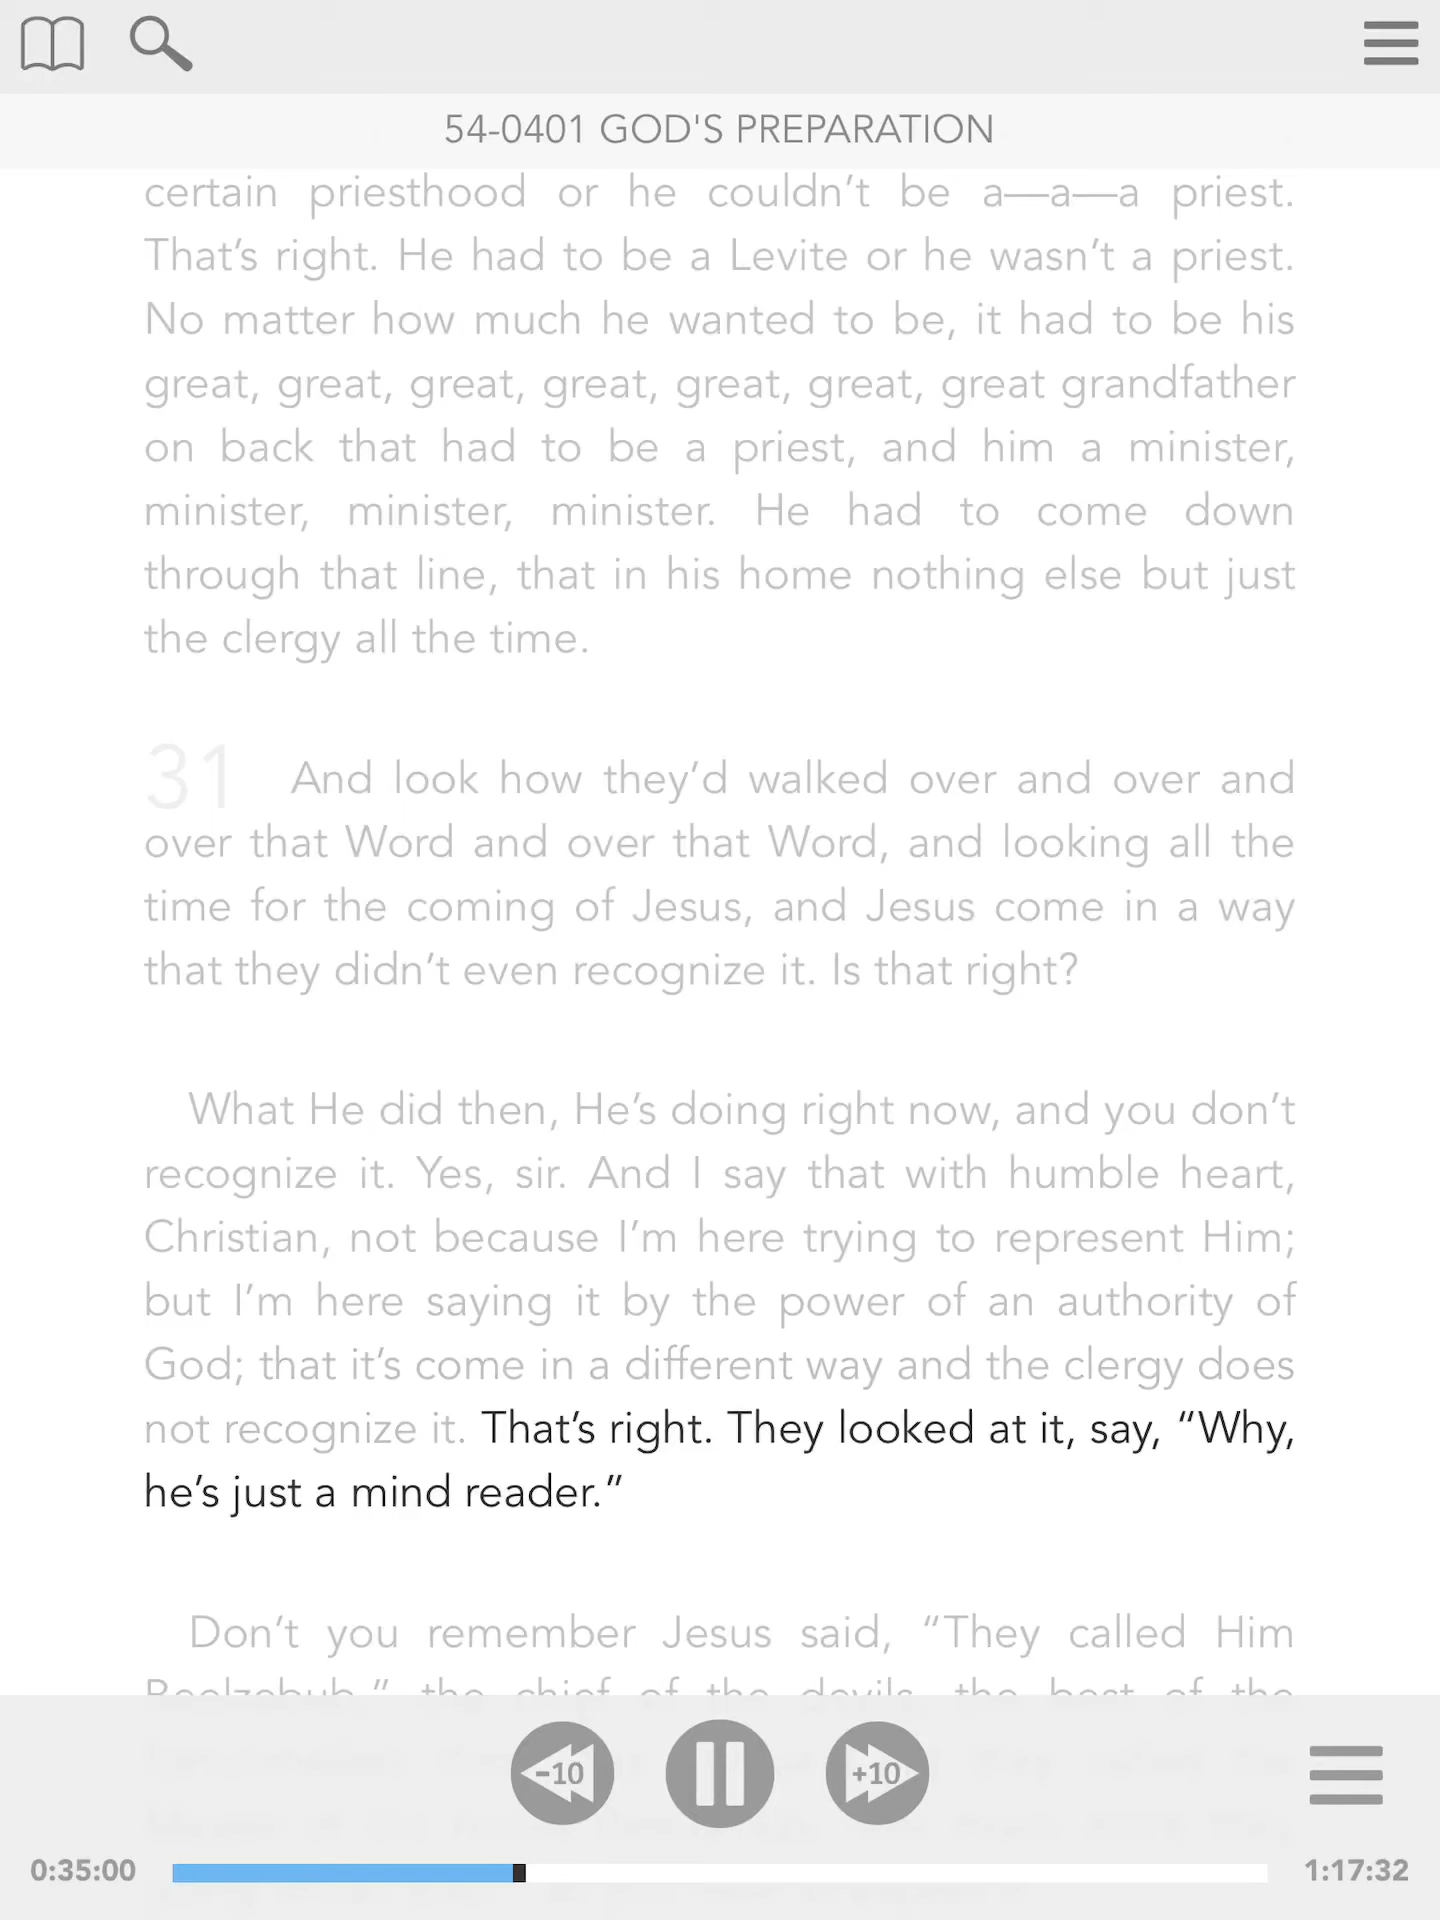 54-0401 GOD'S PREPARATION
certain priesthood or he couldn’t be a—a—a priest.
That’s right. He had to be a Levite or he wasn’t a priest.
No matter how much he wanted to be, it had to be his
great, great, great, great, great, great, great grandfather
on back that had to be a priest, and him a minister,
minister, minister, minister. He had to come down
through that line, that in his home nothing else but just
the clergy all the time.
31 And look how they’d walked over and over and
over that Word and over that Word, and looking all the
time for the coming of Jesus, and Jesus come in a way
that they didn’t even recognize it. Is that right?
What He did then, He’s doing right now, and you don’t
recognize it. Yes, sir. And I say that with humble heart,
Christian, not because I’m here trying to represent Him;
but I’m here saying it by the power of an authority of
God; that it’s come in a different way and the clergy does
not recognize it. That’s right. They looked at it, say, “Why,
he’s just a mind reader.”
Don’t you remember Jesus said, “They called Him
Beelzebub,” the chief of the devils, the best of the
-10 +10
0:35:00 1:17:32